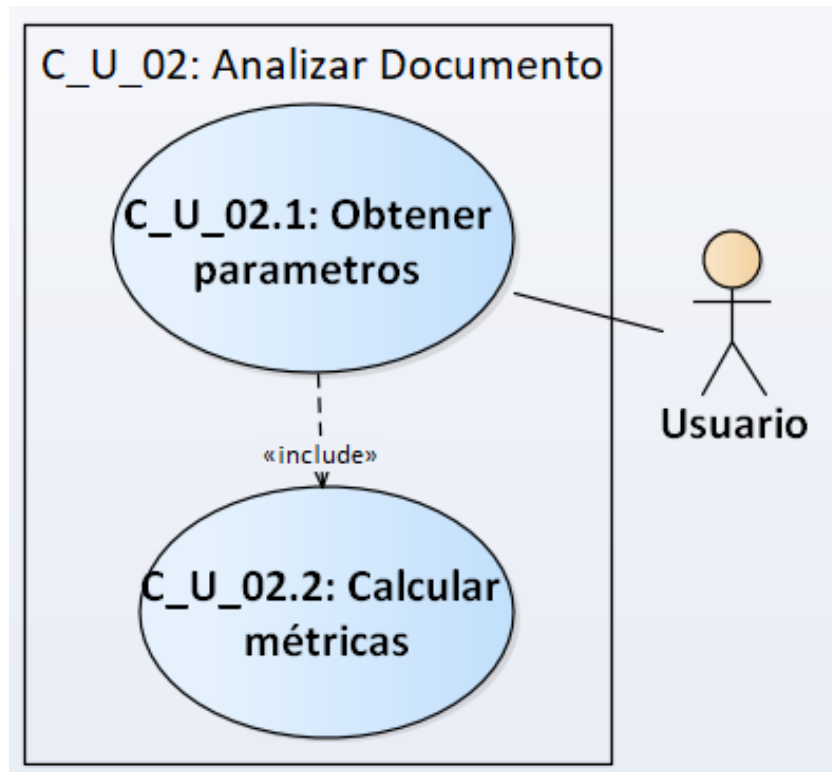 C_U_02: Analizar Documento
C_U_02.1: Obtener
parametros
Usuario
«include»
C_U_02.2: Calcular
métricas